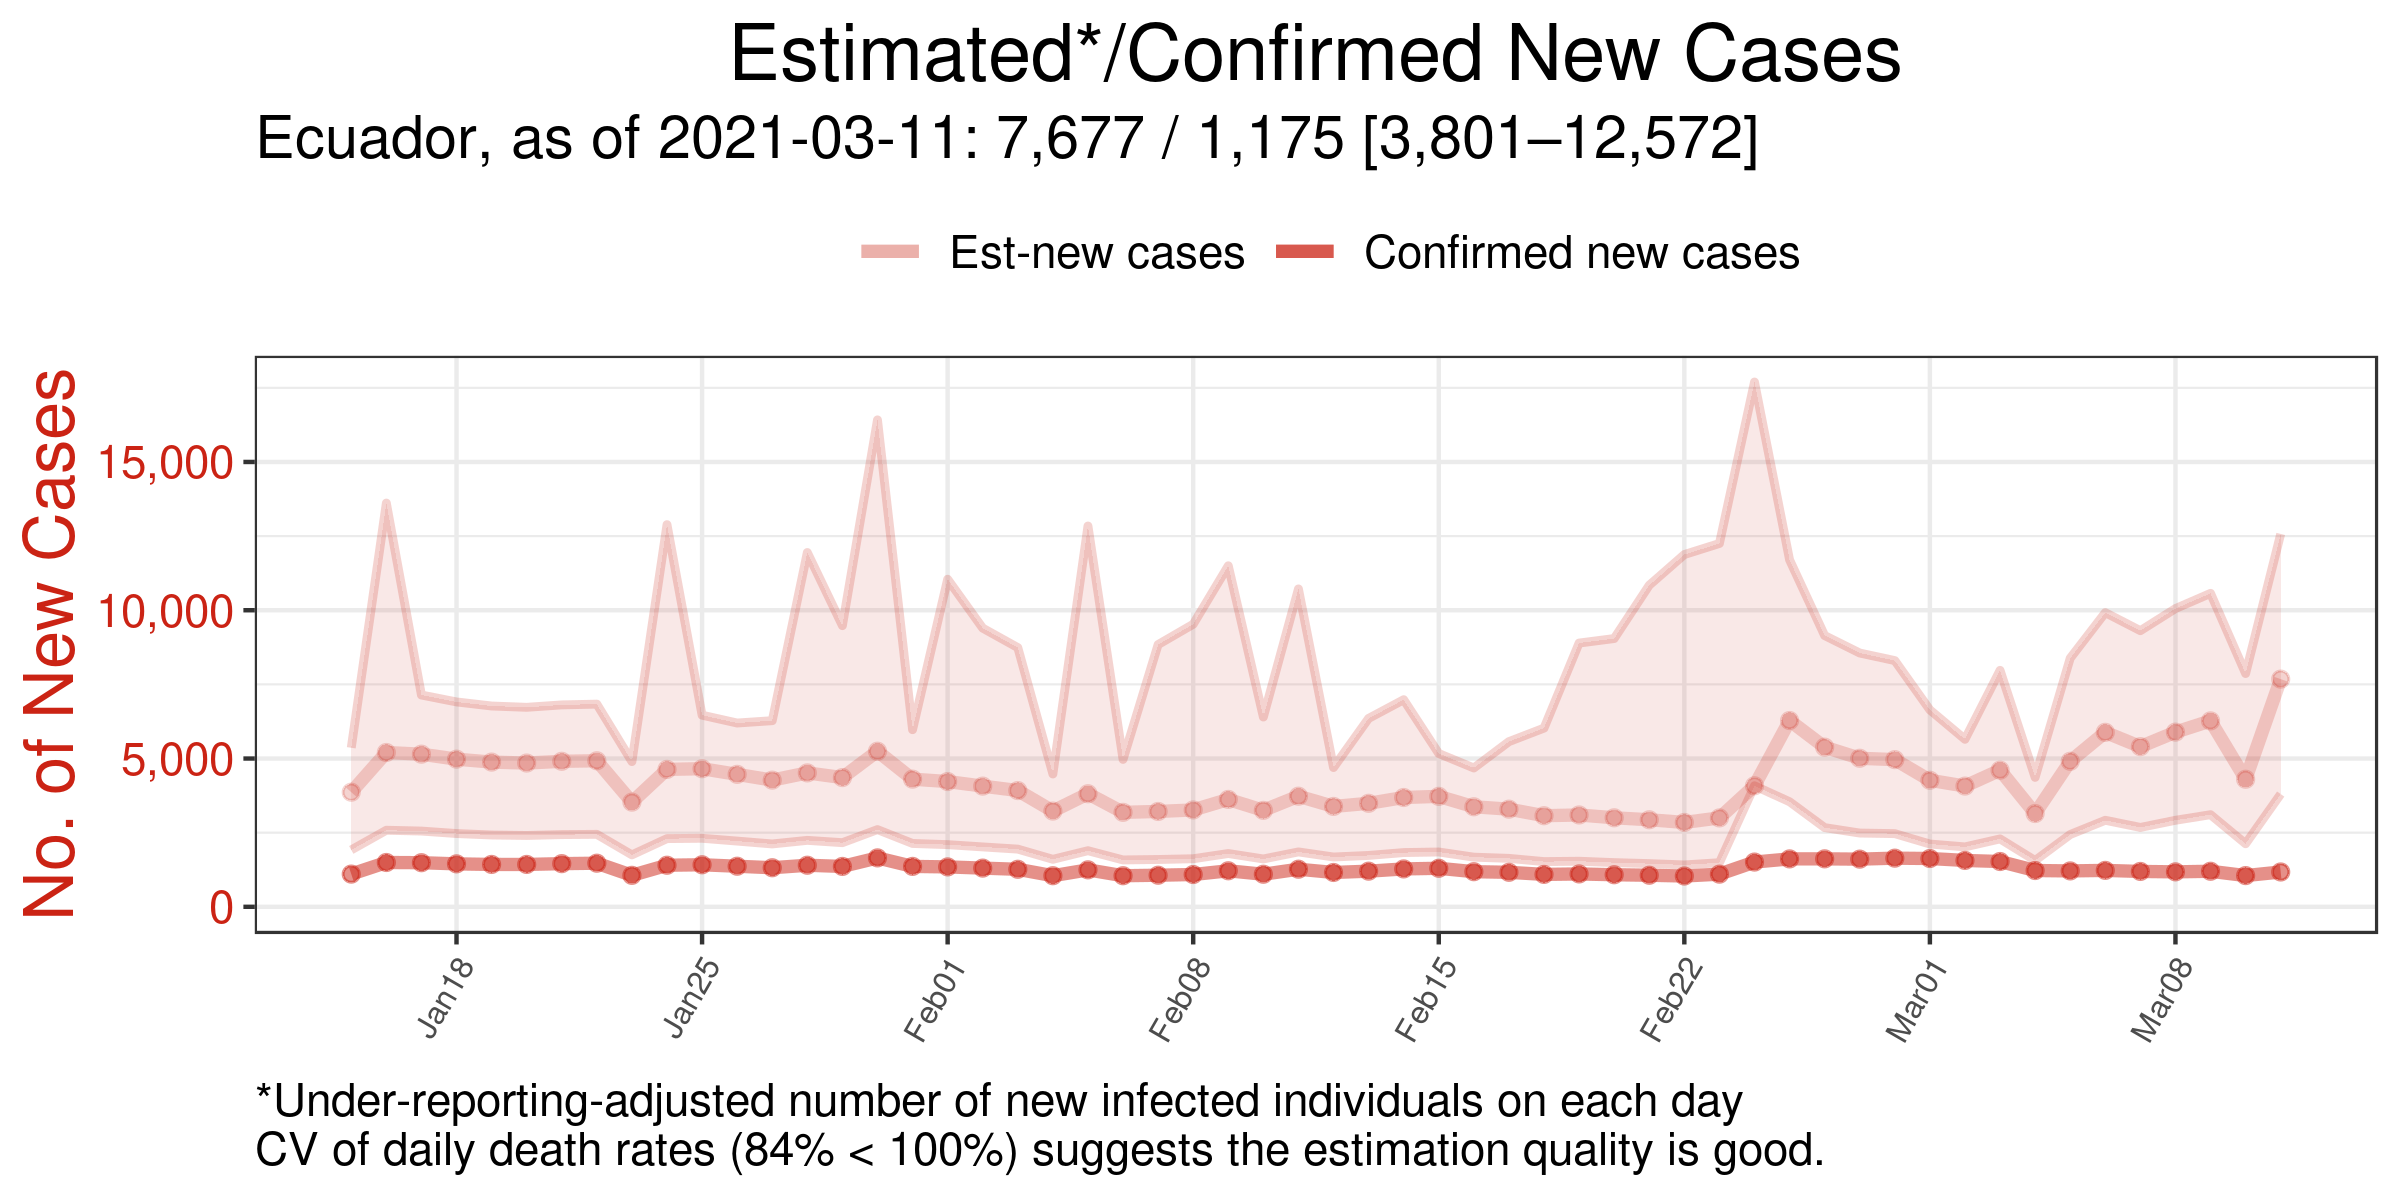 Estimated*/Confirmed New Cases
Ecuador, as of 2021-03-11: 7,677 / 1,175 [3,801–12,572]
Est-new cases
Confirmed new cases
No. of New Cases
15,000
10,000
5,000
0
Jan18
Jan25
Feb01
Feb08
Feb15
Feb22
Mar01
Mar08
*Under-reporting-adjusted number of new infected individuals on each day
CV of daily death rates (84% < 100%) suggests the estimation quality is good.